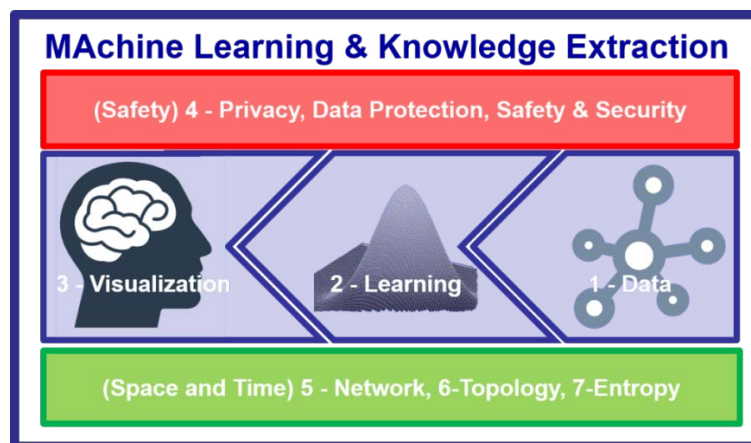 MAchine Learning & Knowledge Extraction
(Safety) 4 - Privacy, Data Protection, Safety & Security
3 - Visualization
2 - Learning
1 - Data
(Space and Time) 5 - Network, 6-Topology, 7-Entropy